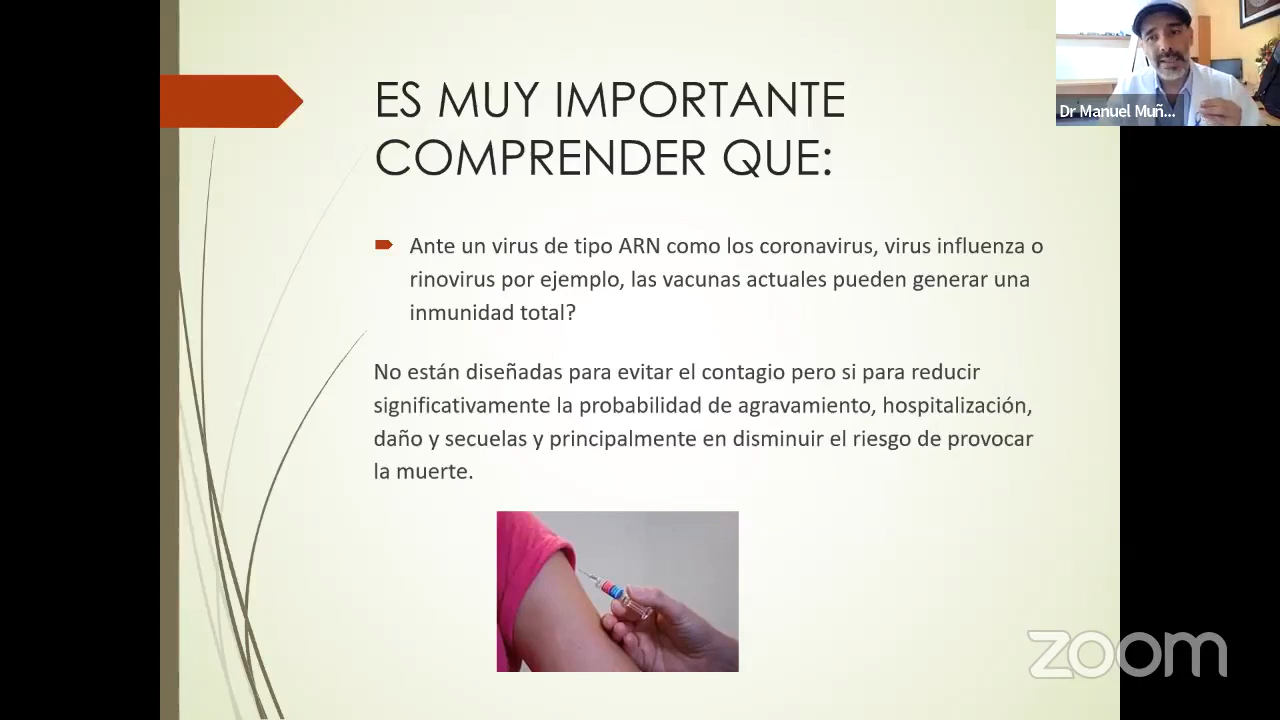 ES MUY IMPORTANTE
COMPRENDER QUE:
Ante un virus de tipo ARN como los coronavirus, virus influenza o
rinovirus por ejemplo, las vacunas actuales pueden generar una
inmunidad total?
No están diseñadas para evitar el contagio pero si para reducir
significativamente la probabilidad de agravamiento, hospitalización,
daño y secuelas y principalmente en disminuir el riesgo de provocar
la muerte.
Dr Manuel Muñ...
zoom